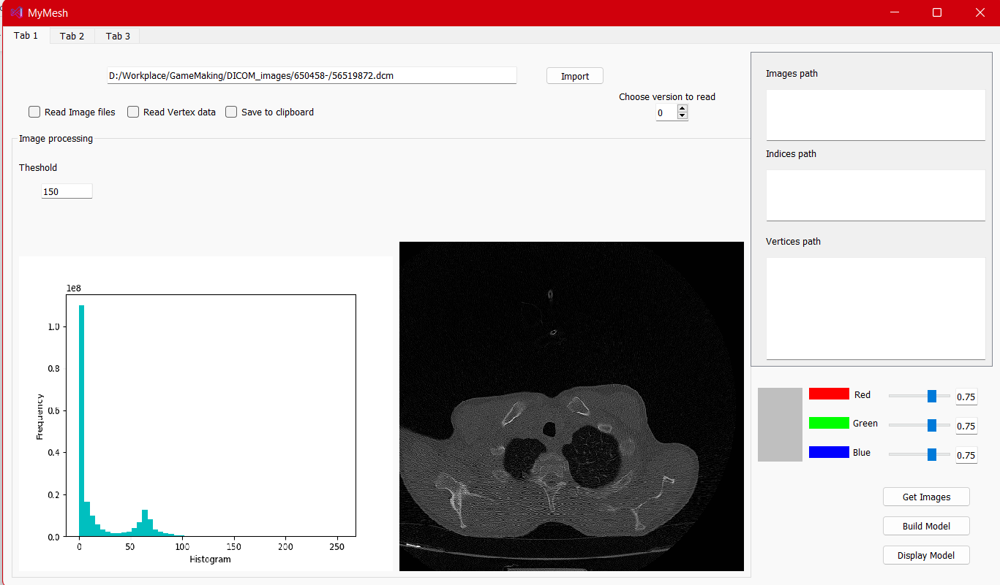 MyMesh
Tab 1 Tab 2 Tab 3
D:/Workplace/GameMaking/DICOM_images/650458-/56519872.dcm
Import
Choose version to read
0
Read Image files Read Vertex data Save to clipboard
Image processing
Theshold
150
1e8
1.0
0.8
0.6
0.4
0.2
0.0
Frequency
0 50 100 150 200 250
Histogram
Images path
Indices path
Vertices path
Red 0.75
Green 0.75
Blue 0.75
Get Images
Build Model
Display Model